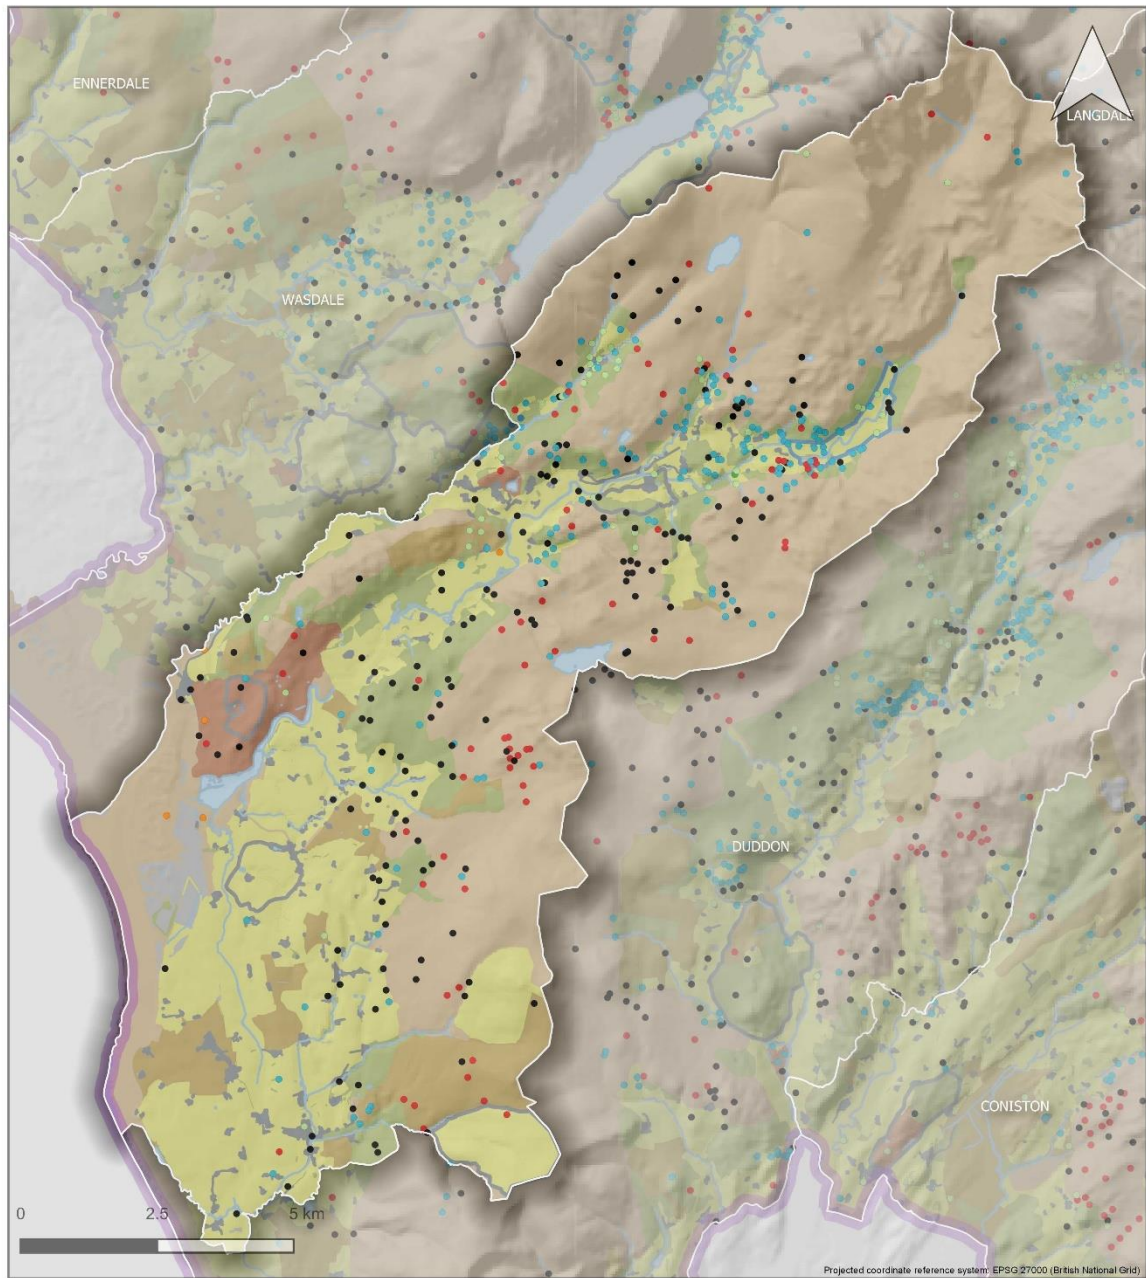 ENNERDALE
LANGDALE
WASDALE
DUDDON
CONISTON
0 2.5 5 km
Projected coordinate reference system: EPSG:27000 (British National Grid)